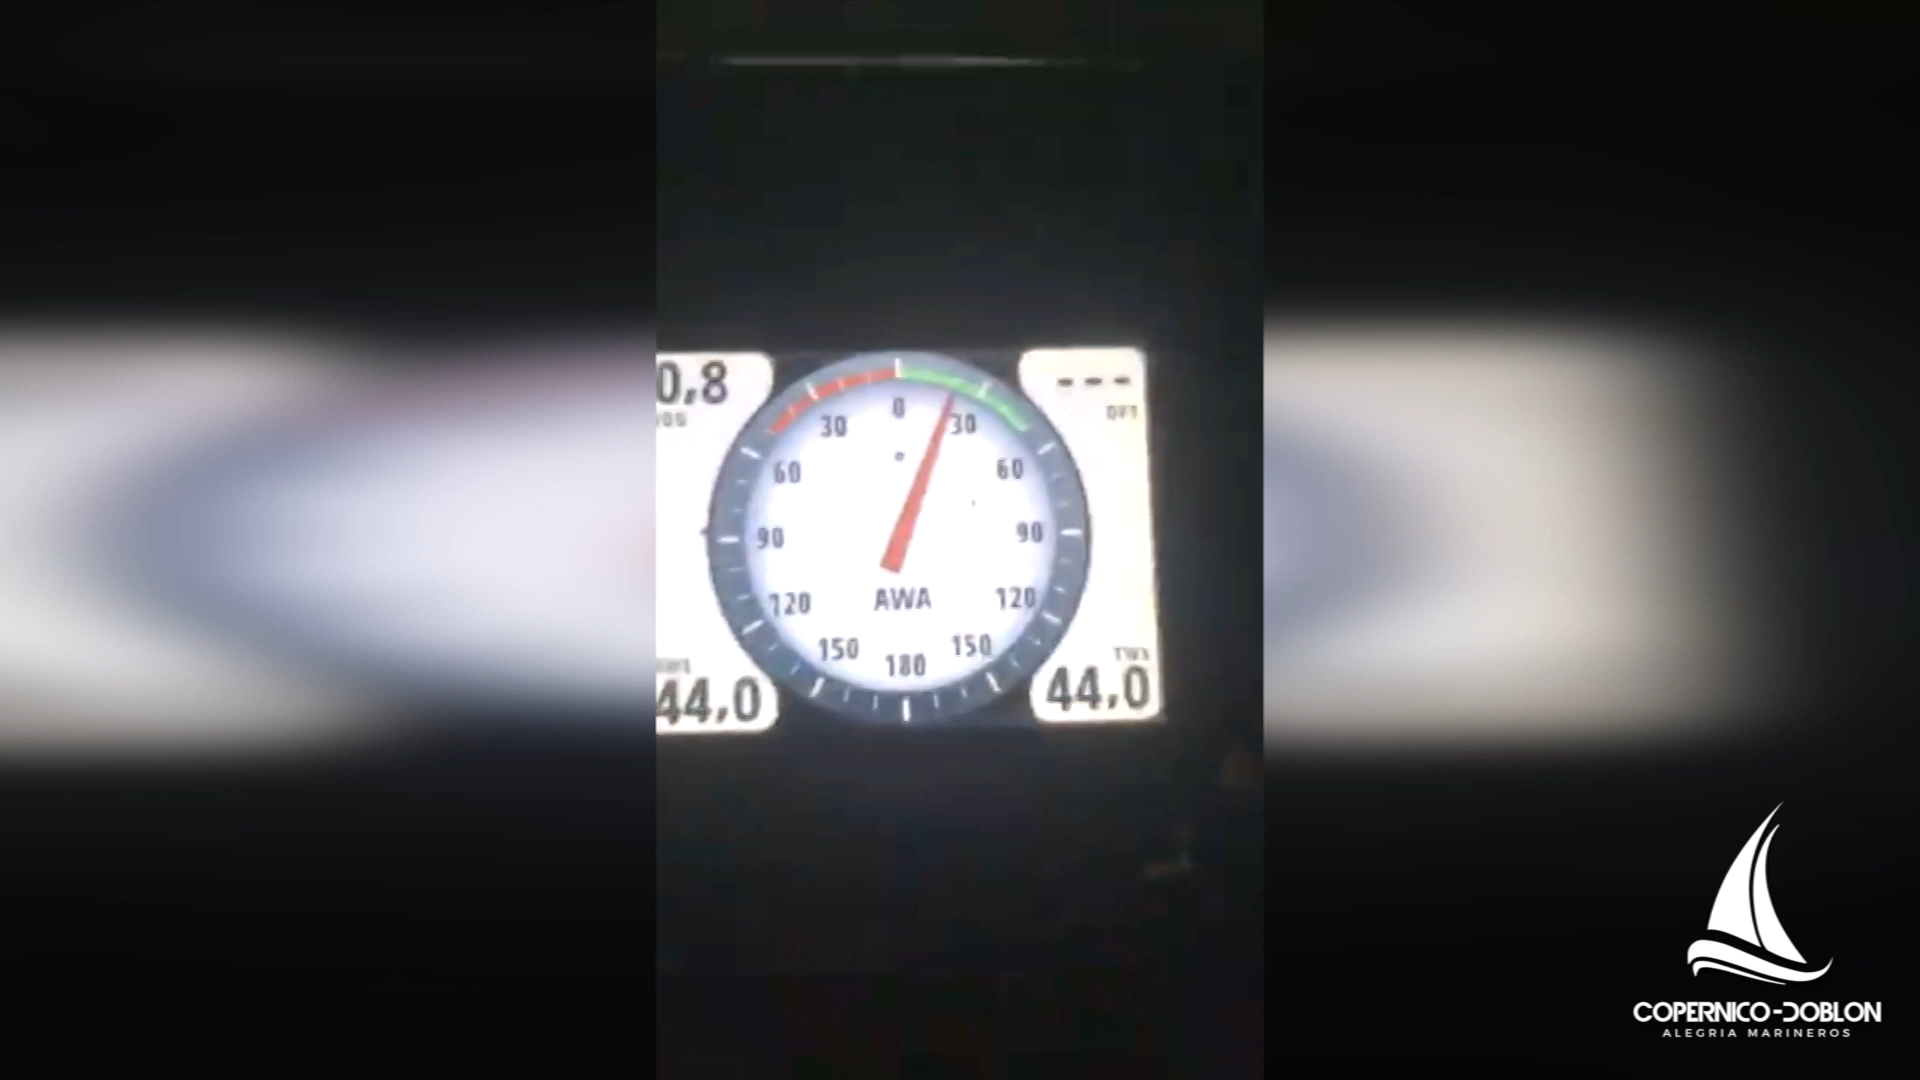 0,8
- - -
DPT
0
30
30
60
60
90
90
AWA
120
120
150
150
180
TWS
44,0
44,0
COPERNICO-DOBLON
ALEGRIA MARINEROS